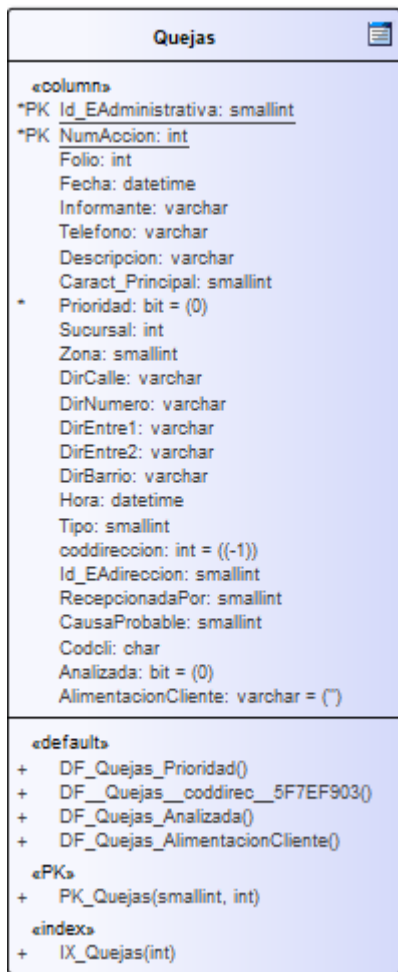 Quejas
«column»
*PK Id_EAdministrativa: smallint
*PK NumAccion: int
Folio: int
Fecha: datetime
Informante: varchar
Telefono: varchar
Descripcion: varchar
Caract_Principal: smallint
* Prioridad: bit = (0)
Sucursal: int
Zona: smallint
DirCalle: varchar
DirNumero: varchar
DirEntre1: varchar
DirEntre2: varchar
DirBarrio: varchar
Hora: datetime
Tipo: smallint
coddireccion: int = ((-1))
Id_EAdireccion: smallint
RecepcionadaPor: smallint
CausaProbable: smallint
Codcli: char
Analizada: bit = (0)
AlimentacionCliente: varchar = ('')
«default»
+ DF_Quejas_Prioridad()
+ DF__Quejas__coddirec__5F7EF903()
+ DF_Quejas_Analizada()
+ DF_Quejas_AlimentacionCliente()
«PK»
+ PK_Quejas(smallint, int)
«index»
+ IX_Quejas(int)